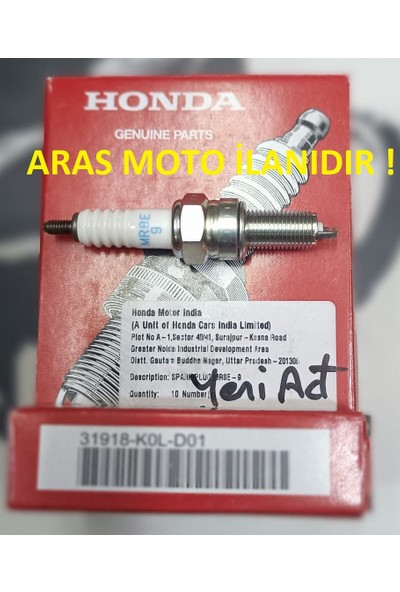 HONDA
GENUINE PARTS
ARAS MOTO İLANIDIR !
MR8E
9
Honda Motor India
(A Unit of Honda Cars India Limited)
Plot No A-1,Sector 40/41, Surajpur - Kasna Road
Greater Noida Industrial Development Area
Distt. Gautam Buddha Nagar, Uttar Pradesh - 201306
Description: SPARK PLUG MR8E-9
Yeni Act
Quantity: 10 Number,
31918-K0L-D01